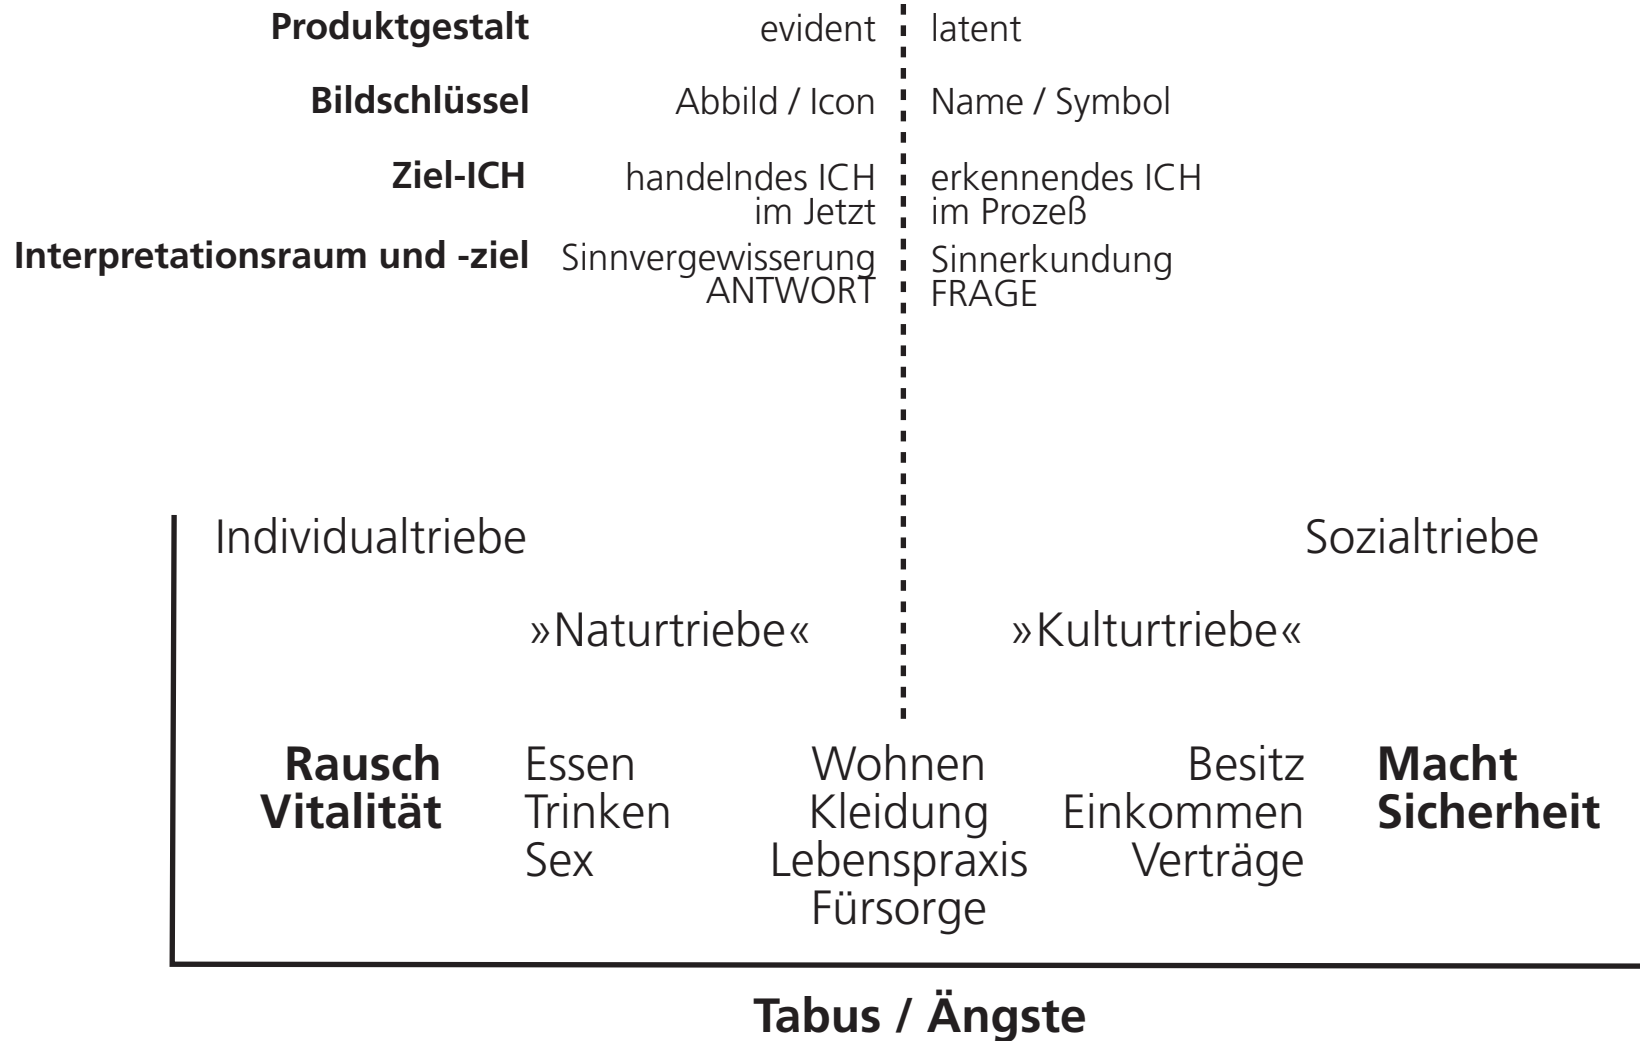 Produktgestalt evident latent
Bildschlüssel Abbild / Icon Name / Symbol
Ziel-ICH handelndes ICH erkennendes ICH
im Jetzt im Prozeß
Interpretationsraum und -ziel Sinnvergewisserung Sinnerkundung
ANTWORT FRAGE
Individualtriebe Sozialtriebe
»Naturtriebe« »Kulturtriebe«
Rausch Essen Wohnen Besitz Macht
Vitalität Trinken Kleidung Einkommen Sicherheit
Sex Lebenspraxis Verträge
Fürsorge
Tabus / Ängste